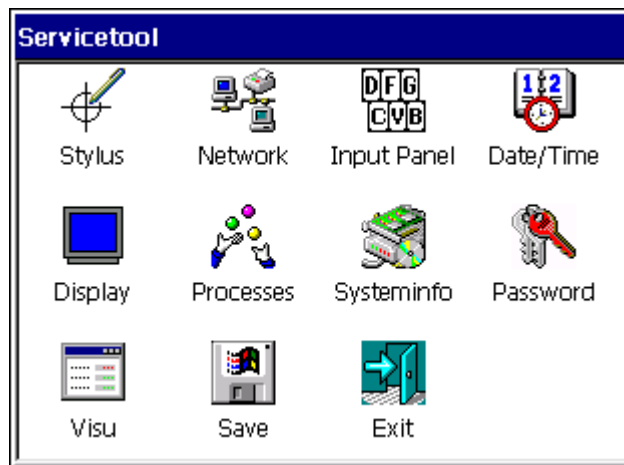 Servicetool
DFG
CVB
12
Stylus Network Input Panel Date/Time
Display Processes Systeminfo Password
Visu Save Exit